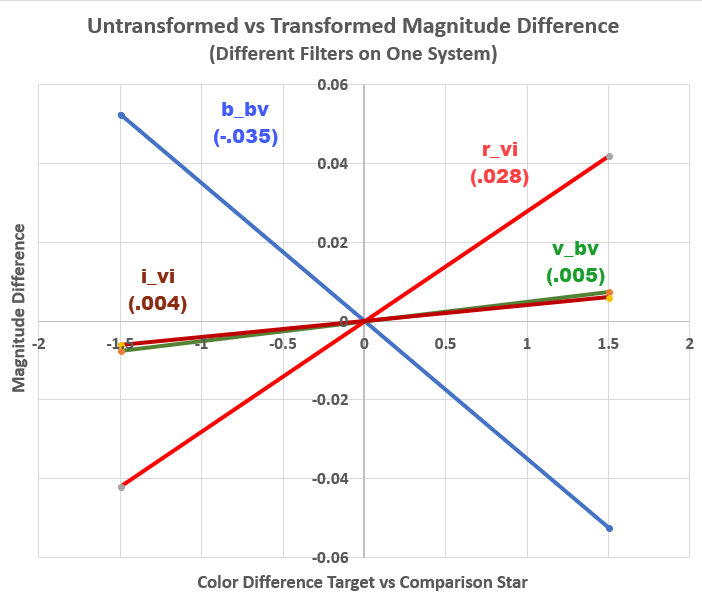 Untransformed vs Transformed Magnitude Difference
(Different Filters on One System)
0.06
b_bv
(-.035)
r_vi
(.028)
0.04
0.02
v_bv
(.005)
i_vi
(.004)
0
-2 -1.5 -1 -0.5 0 0.5 1 1.5 2
-0.02
-0.04
-0.06
Magnitude Difference
Color Difference Target vs Comparison Star